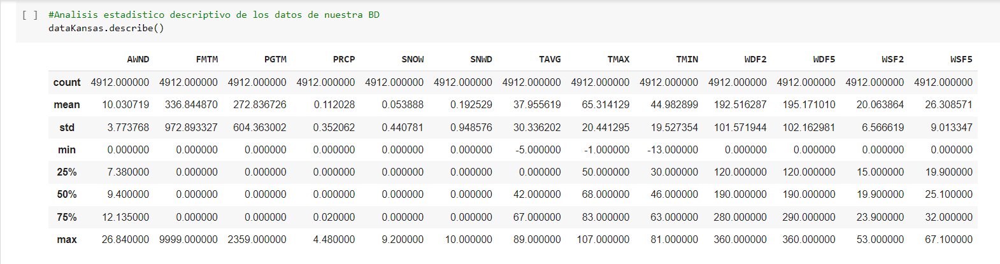 [ ] #Analisis estadistico descriptivo de los datos de nuestra BD
dataKansas.describe()
AWND FMTM PGTM PRCP SNOW SNWD TAVG TMAX TMIN WDF2 WDF5 WSF2 WSF5
count 4912.000000 4912.000000 4912.000000 4912.000000 4912.000000 4912.000000 4912.000000 4912.000000 4912.000000 4912.000000 4912.000000 4912.000000 4912.000000
mean 10.030719 336.844870 272.836726 0.112028 0.053888 0.192529 37.955619 65.314129 44.982899 192.516287 195.171010 20.063864 26.308571
std 3.773768 972.893327 604.363002 0.352062 0.440781 0.948576 30.336202 20.441295 19.527354 101.571944 102.162981 6.566619 9.013347
min 0.000000 0.000000 0.000000 0.000000 0.000000 0.000000 -5.000000 -1.000000 -13.000000 0.000000 0.000000 0.000000 0.000000
25% 7.380000 0.000000 0.000000 0.000000 0.000000 0.000000 0.000000 50.000000 30.000000 120.000000 120.000000 15.000000 19.900000
50% 9.400000 0.000000 0.000000 0.000000 0.000000 0.000000 42.000000 68.000000 46.000000 190.000000 190.000000 19.900000 25.100000
75% 12.135000 0.000000 0.000000 0.020000 0.000000 0.000000 67.000000 83.000000 63.000000 280.000000 290.000000 23.900000 32.000000
max 26.840000 9999.000000 2359.000000 4.480000 9.200000 10.000000 89.000000 107.000000 81.000000 360.000000 360.000000 53.000000 67.100000